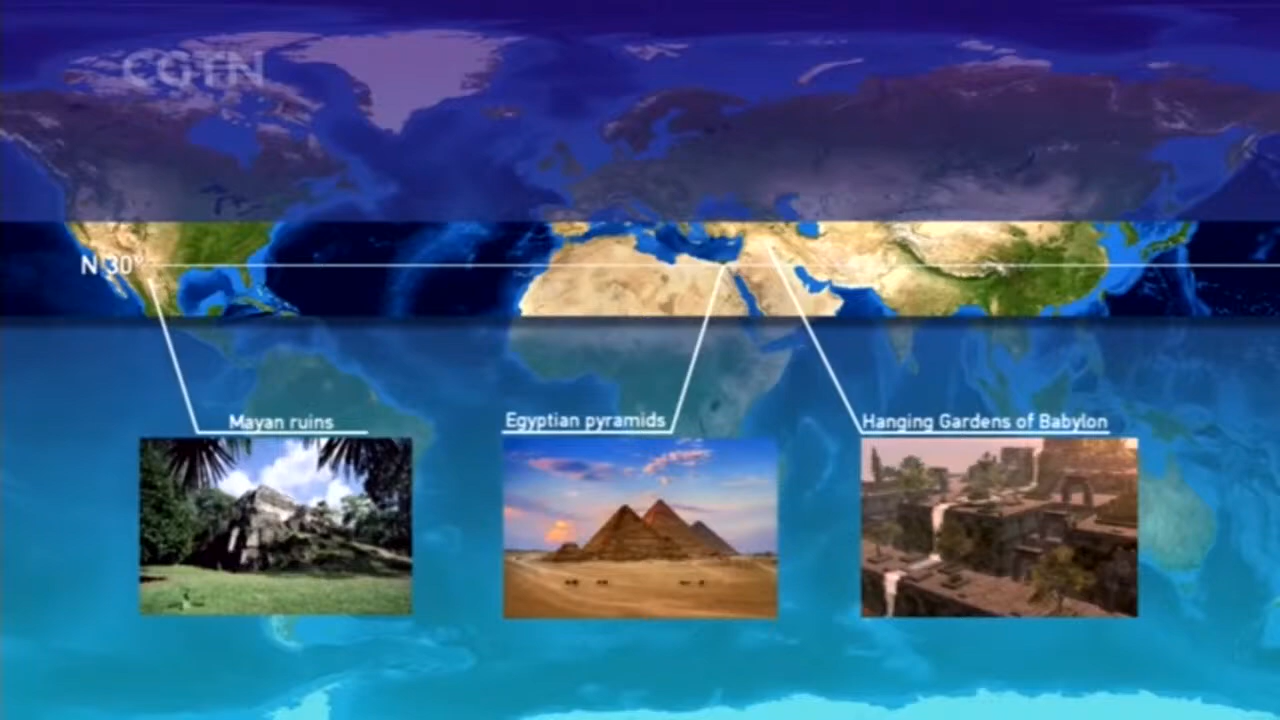 CGTN
N 30°
Mayan ruins
Egyptian pyramids
Hanging Gardens of Babylon